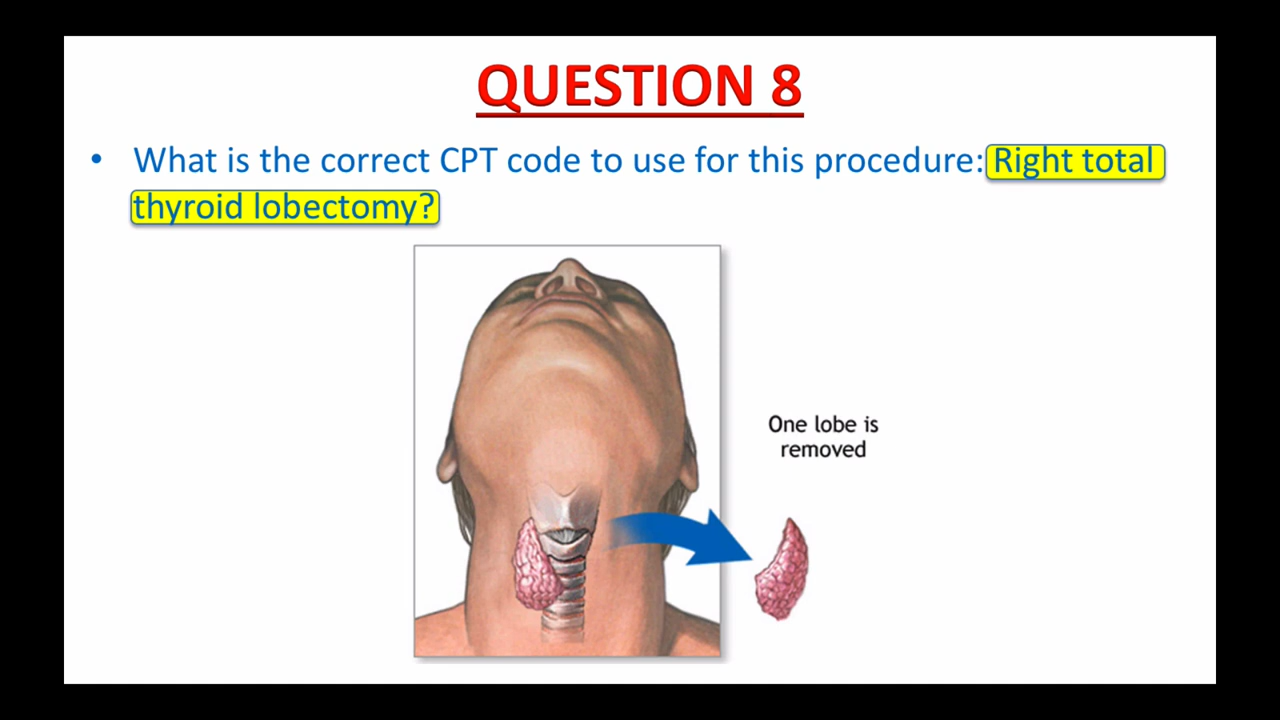 QUESTION 8
• What is the correct CPT code to use for this procedure: Right total
thyroid lobectomy?
One lobe is
removed